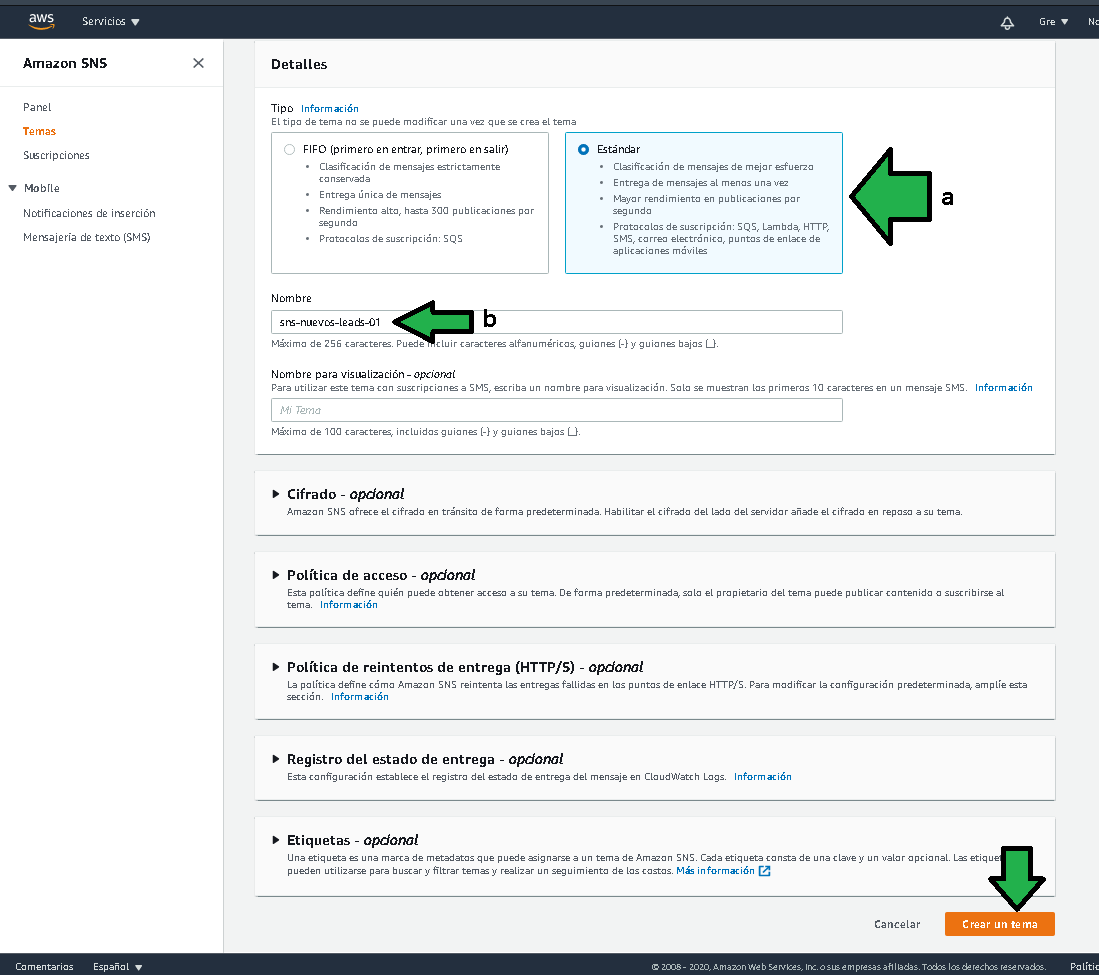 aws Servicios Gre
Amazon SNS
Panel
Temas
Suscripciones
Mobile
Notificaciones de inserción
Mensajería de texto (SMS)
Detalles
Tipo Información
El tipo de tema no se puede modificar una vez que se crea el tema
FIFO (primero en entrar, primero en salir)
• Clasificación de mensajes estrictamente
conservada
• Entrega única de mensajes
• Rendimiento alto, hasta 300 publicaciones por
segundo
• Protocolos de suscripción: SQS
Estándar
• Clasificación de mensajes de mejor esfuerzo
• Entrega de mensajes al menos una vez
• Mayor rendimiento en publicaciones por
segundo
• Protocolos de suscripción: SQS, Lambda, HTTP,
SMS, correo electrónico, puntos de enlace de
aplicaciones móviles
a
Nombre
sns-nuevos-leads-01
b
Máximo de 256 caracteres. Puede incluir caracteres alfanuméricos, guiones (-) y guiones bajos (_).
Nombre para visualización - opcional
Para utilizar este tema con suscripciones a SMS, escriba un nombre para visualización. Solo se muestran los primeros 10 caracteres en un mensaje SMS. Información
Mi Tema
Máximo de 100 caracteres, incluidos guiones (-) y guiones bajos (_).
Cifrado - opcional
Amazon SNS ofrece el cifrado en tránsito de forma predeterminada. Habilitar el cifrado del lado del servidor añade el cifrado en reposo a su tema.
Política de acceso - opcional
Esta política define quién puede obtener acceso a su tema. De forma predeterminada, solo el propietario del tema puede publicar contenido o suscribirse al
tema. Información
Política de reintentos de entrega (HTTP/S) - opcional
La política define cómo Amazon SNS reintenta las entregas fallidas en los puntos de enlace HTTP/S. Para modificar la configuración predeterminada, amplíe esta
sección. Información
Registro del estado de entrega - opcional
Esta configuración establece el registro del estado de entrega del mensaje en CloudWatch Logs. Información
Etiquetas - opcional
Una etiqueta es una marca de metadatos que puede asignarse a un tema de Amazon SNS. Cada etiqueta consta de una clave y un valor opcional. Las etiquet
pueden utilizarse para buscar y filtrar temas y realizar un seguimiento de los costos. Más información
Cancelar Crear un tema
Comentarios Español © 2008 - 2020, Amazon Web Services, Inc. o sus empresas afiliadas. Todos los derechos reservados. Polític